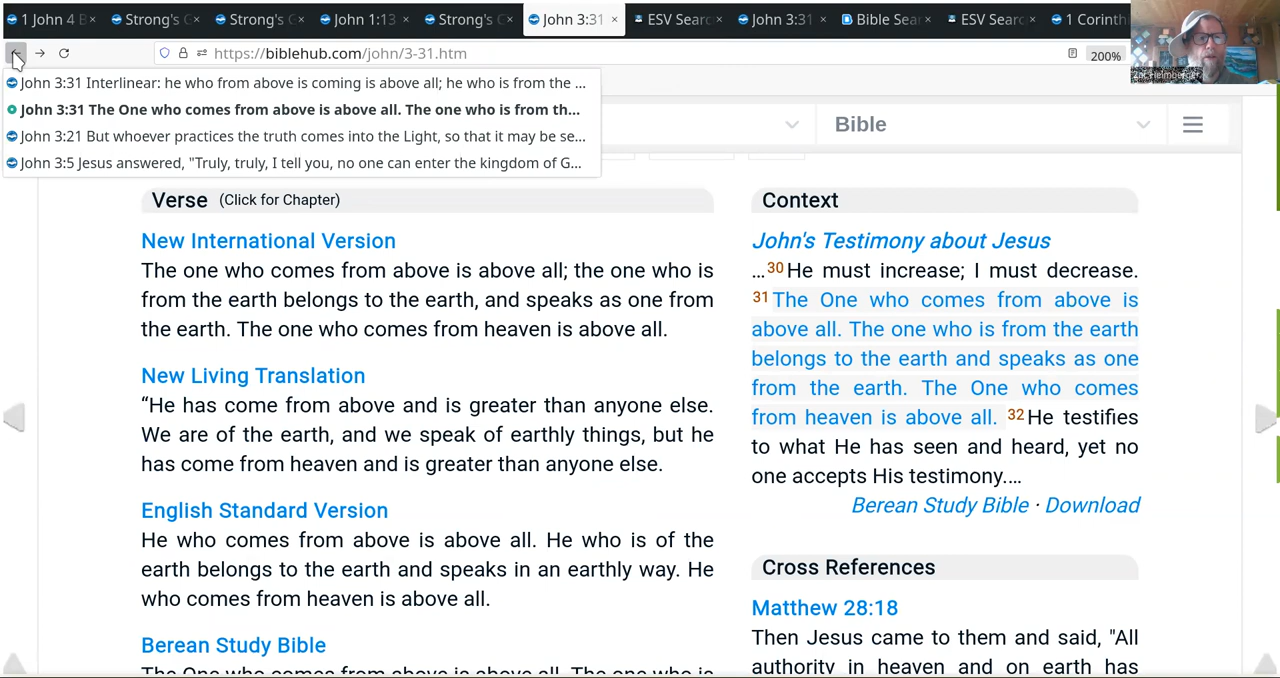 1 John 4 B
Strong's C
Strong's C
John 1:13
Strong's C
John 3:31
ESV Searc
John 3:31
Bible Sear
ESV Searc
1 Corinth
https://biblehub.com/john/3-31.htm
200%
Zac Heimberger
John 3:31 Interlinear: he who from above is coming is above all; he who is from the ...
John 3:31 The One who comes from above is above all. The one who is from th...
John 3:21 But whoever practices the truth comes into the Light, so that it may be se...
John 3:5 Jesus answered, "Truly, truly, I tell you, no one can enter the kingdom of G...
Bible
Verse (Click for Chapter)
New International Version
The one who comes from above is above all; the one who is
from the earth belongs to the earth, and speaks as one from
the earth. The one who comes from heaven is above all.
New Living Translation
“He has come from above and is greater than anyone else.
We are of the earth, and we speak of earthly things, but he
has come from heaven and is greater than anyone else.
English Standard Version
He who comes from above is above all. He who is of the
earth belongs to the earth and speaks in an earthly way. He
who comes from heaven is above all.
Berean Study Bible
The One who comes from above is above all. The one who is
Context
John's Testimony about Jesus
…30He must increase; I must decrease.
31The One who comes from above is
above all. The one who is from the earth
belongs to the earth and speaks as one
from the earth. The One who comes
from heaven is above all. 32He testifies
to what He has seen and heard, yet no
one accepts His testimony.…
Berean Study Bible · Download
Cross References
Matthew 28:18
Then Jesus came to them and said, "All
authority in heaven and on earth has